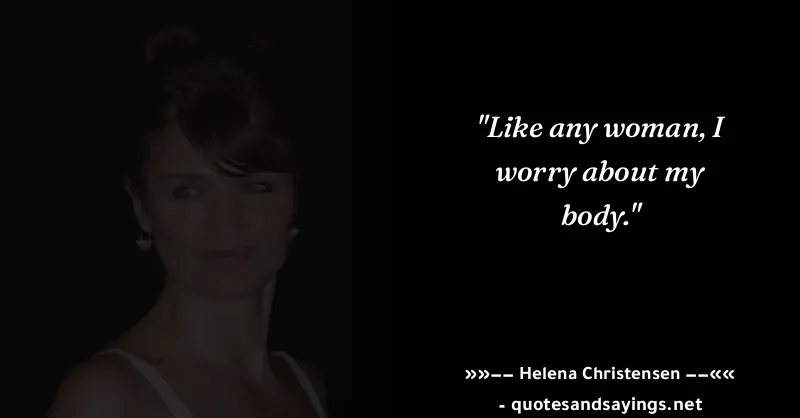 "Like any woman, I
worry about my
body."
»»−− Helena Christensen −−««
- quotesandsayings.net